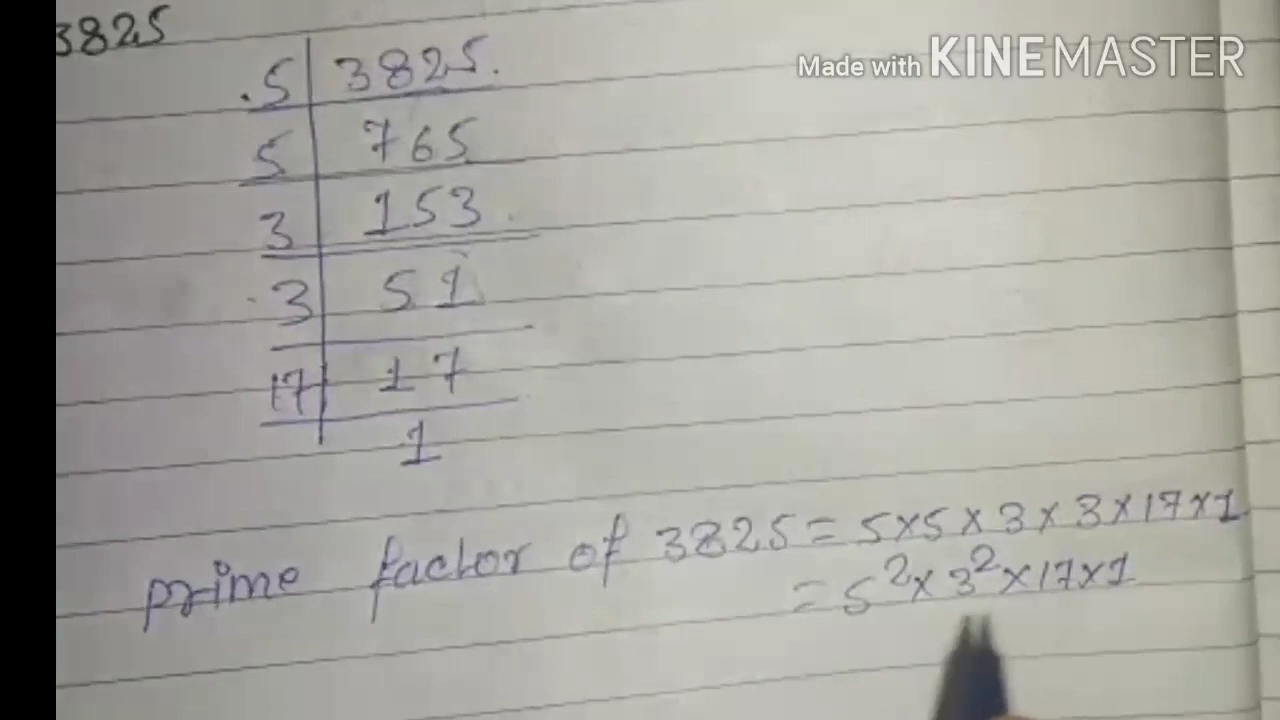 3825
Made with KINEMASTER
.5 | 3825.
5 | 765
3 | 153
3 | 51
17 | 17
1
prime factor of 3825 = 5×5×3×3×17×1
= 5²×3²×17×1